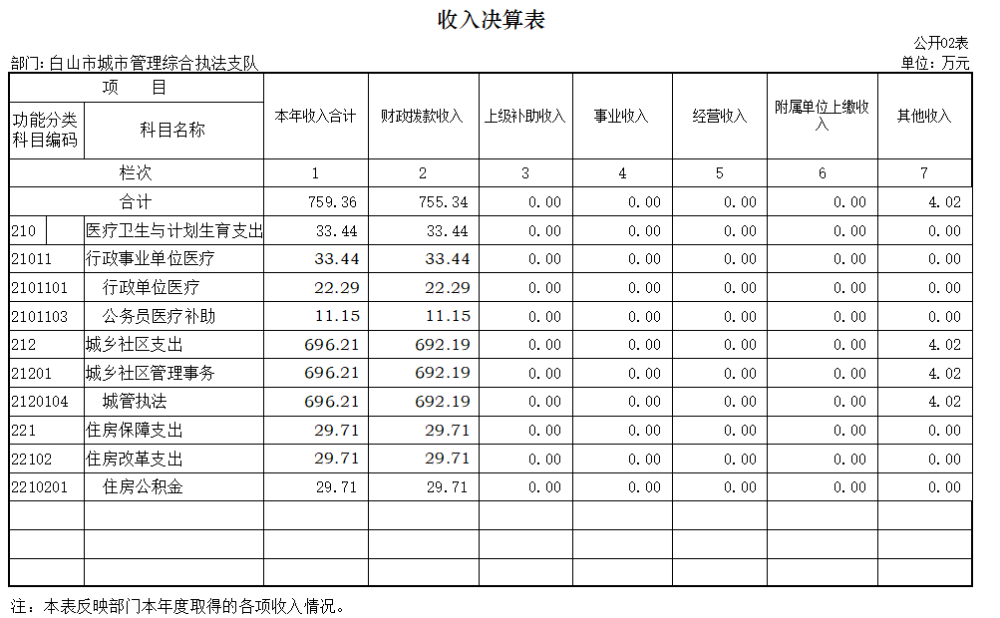 收入决算表
公开02表
部门：白山市城市管理综合执法支队 单位：万元
项 目
功能分类科目编码 科目名称 本年收入合计 财政拨款收入 上级补助收入 事业收入 经营收入 附属单位上缴收入 其他收入
栏次 1 2 3 4 5 6 7
合计 759.36 755.34 0.00 0.00 0.00 0.00 4.02
210 医疗卫生与计划生育支出 33.44 33.44 0.00 0.00 0.00 0.00 0.00
21011 行政事业单位医疗 33.44 33.44 0.00 0.00 0.00 0.00 0.00
2101101 行政单位医疗 22.29 22.29 0.00 0.00 0.00 0.00 0.00
2101103 公务员医疗补助 11.15 11.15 0.00 0.00 0.00 0.00 0.00
212 城乡社区支出 696.21 692.19 0.00 0.00 0.00 0.00 4.02
21201 城乡社区管理事务 696.21 692.19 0.00 0.00 0.00 0.00 4.02
2120104 城管执法 696.21 692.19 0.00 0.00 0.00 0.00 4.02
221 住房保障支出 29.71 29.71 0.00 0.00 0.00 0.00 0.00
22102 住房改革支出 29.71 29.71 0.00 0.00 0.00 0.00 0.00
2210201 住房公积金 29.71 29.71 0.00 0.00 0.00 0.00 0.00
注：本表反映部门本年度取得的各项收入情况。